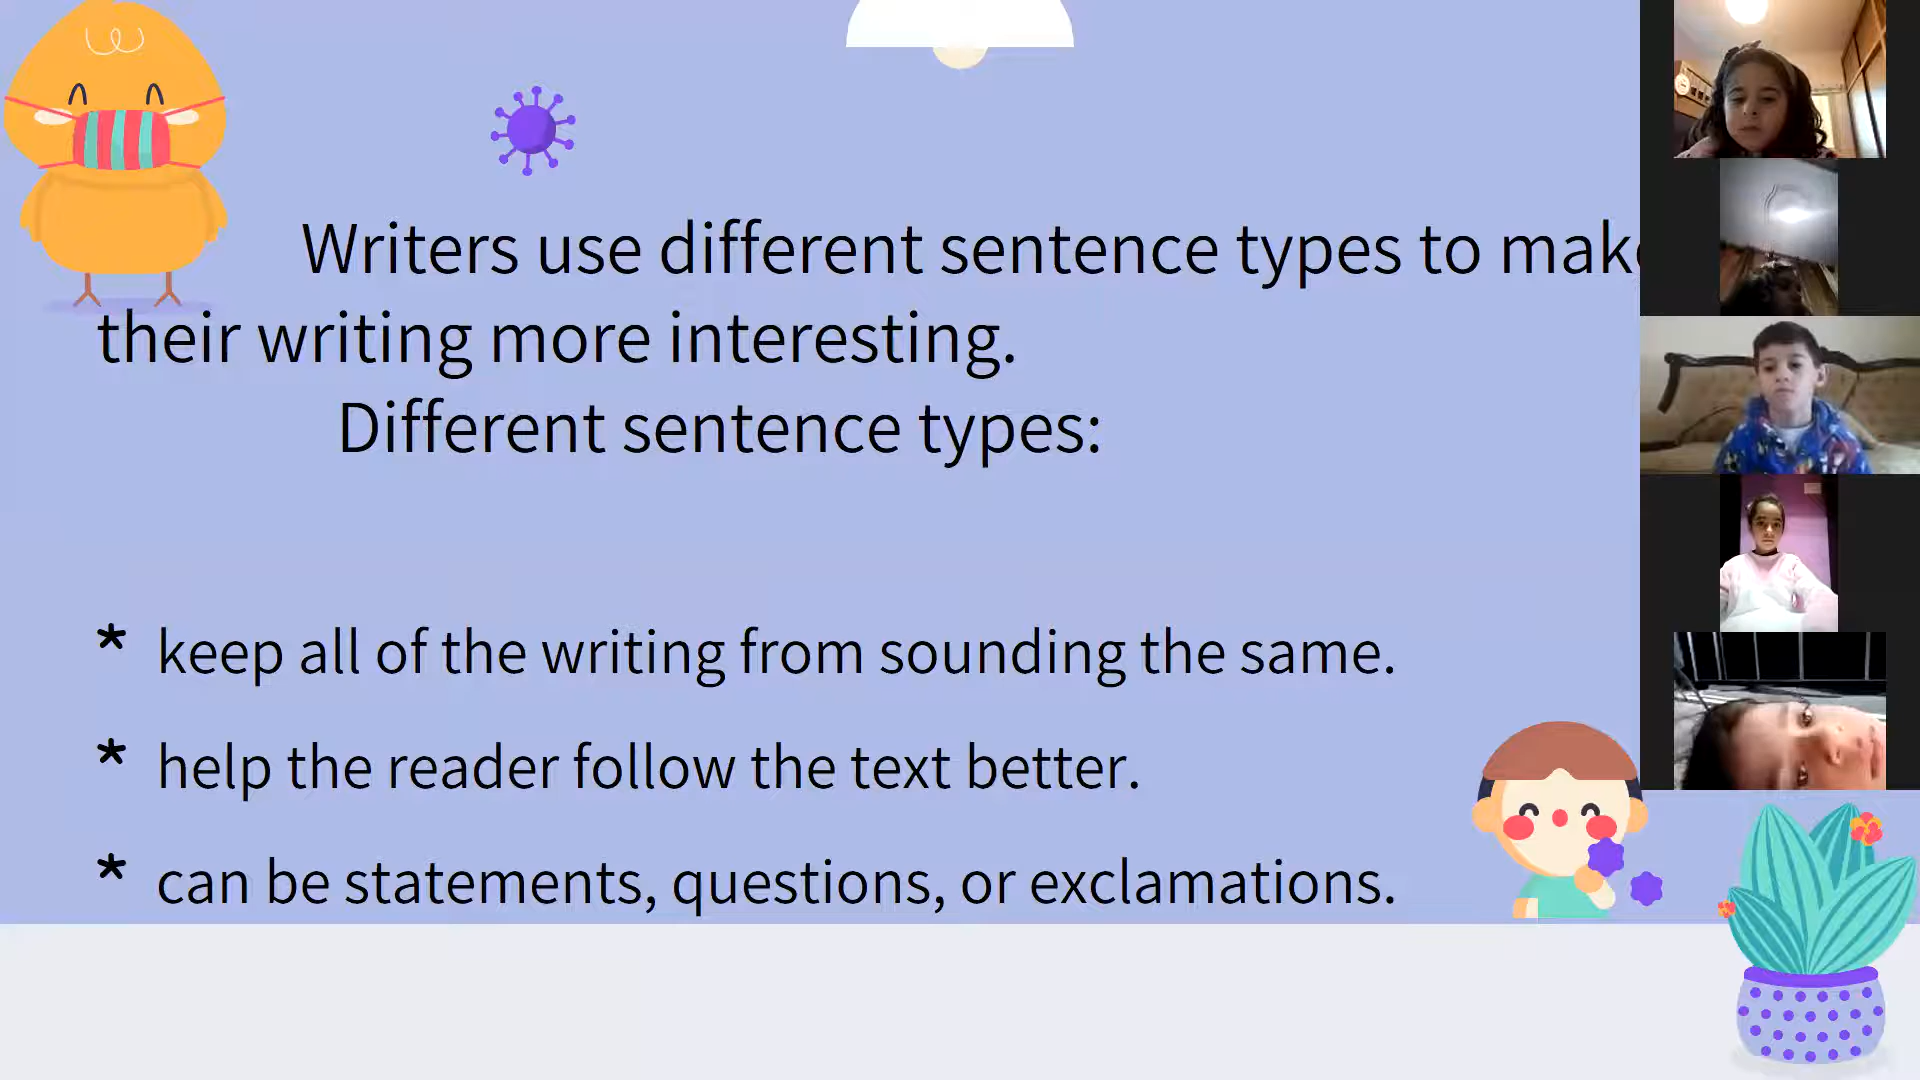 Writers use different sentence types to make
their writing more interesting.
Different sentence types:
* keep all of the writing from sounding the same.
* help the reader follow the text better.
* can be statements, questions, or exclamations.